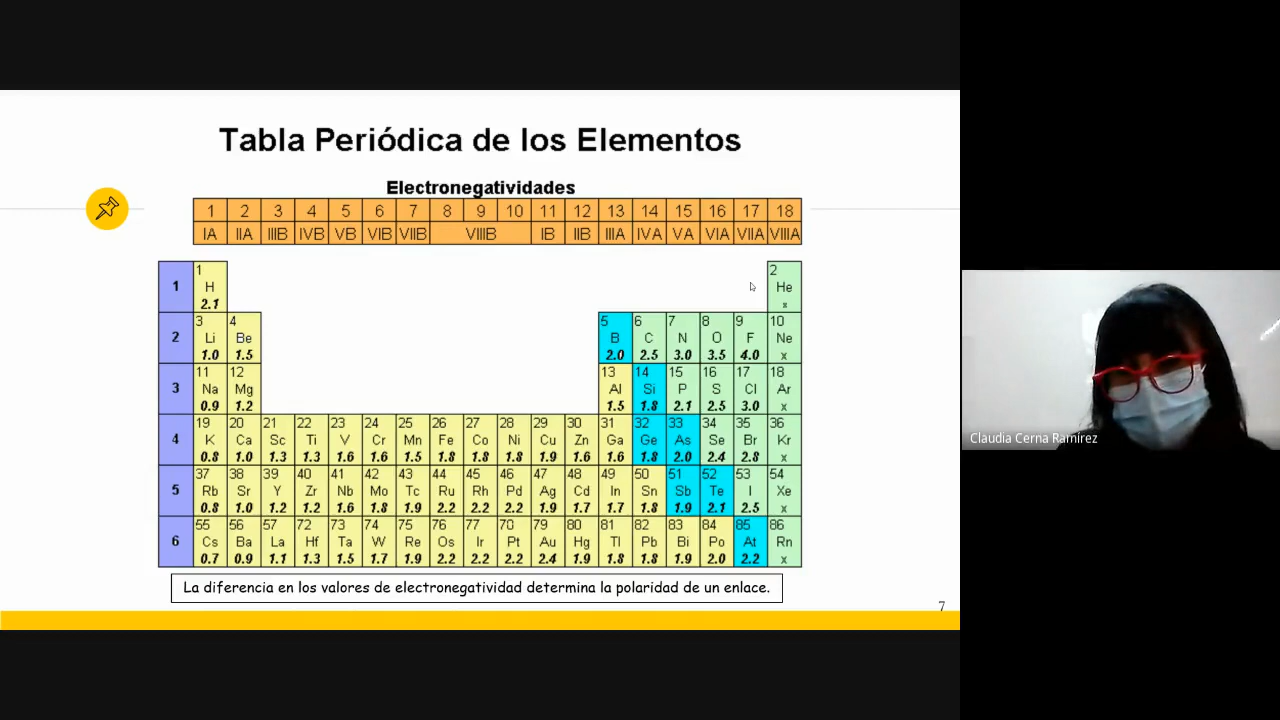 Tabla Periódica de los Elementos
Electronegatividades
1 2 3 4 5 6 7 8 9 10 11 12 13 14 15 16 17 18
IA IIA IIIB IVB VB VIB VIIB VIIIB IB IIB IIIA IVA VA VIA VIIA VIIIA
1 2
1 H He
2.1 x
3 4 5 6 7 8 9 10
2 Li Be B C N O F Ne
1.0 1.5 2.0 2.5 3.0 3.5 4.0 x
11 12 13 14 15 16 17 18
3 Na Mg Al Si P S Cl Ar
0.9 1.2 1.5 1.8 2.1 2.5 3.0 x
19 20 21 22 23 24 25 26 27 28 29 30 31 32 33 34 35 36
4 K Ca Sc Ti V Cr Mn Fe Co Ni Cu Zn Ga Ge As Se Br Kr
0.8 1.0 1.3 1.3 1.6 1.6 1.5 1.8 1.8 1.8 1.9 1.6 1.6 1.8 2.0 2.4 2.8 x
37 38 39 40 41 42 43 44 45 46 47 48 49 50 51 52 53 54
5 Rb Sr Y Zr Nb Mo Tc Ru Rh Pd Ag Cd In Sn Sb Te I Xe
0.8 1.0 1.2 1.2 1.6 1.8 1.9 2.2 2.2 2.2 1.9 1.7 1.7 1.8 1.9 2.1 2.5 x
55 56 57 72 73 74 75 76 77 70 79 80 81 82 83 84 85 86
6 Cs Ba La Hf Ta W Re Os Ir Pt Au Hg Tl Pb Bi Po At Rn
0.7 0.9 1.1 1.3 1.5 1.7 1.9 2.2 2.2 2.2 2.4 1.9 1.8 1.8 1.9 2.0 2.2 x
La diferencia en los valores de electronegatividad determina la polaridad de un enlace.
7
Claudia Cerna Ramírez